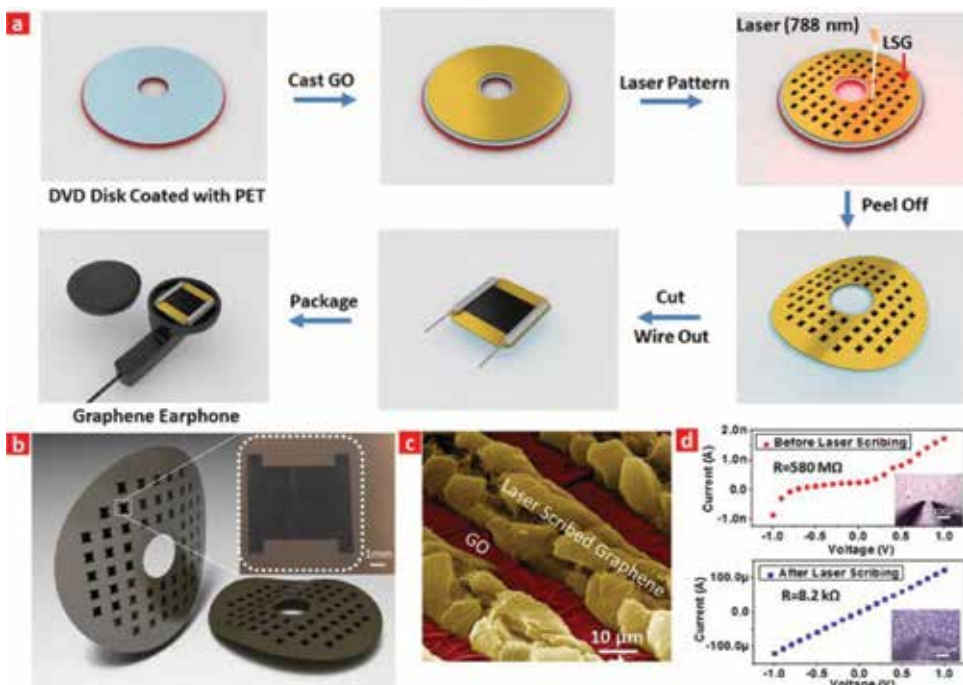 a
Cast GO
Laser Pattern
Laser (788 nm)
LSG
DVD Disk Coated with PET
Peel Off
Package
Cut
Wire Out
Graphene Earphone
b
1mm
c
Laser Scribed Graphene
GO
10 µm
d
Current (A)
2.0n
1.0n
0.0
-1.0n
Before Laser Scribing
R=580 MΩ
-1.0 -0.5 0.0 0.5 1.0
Voltage (V)
Current (A)
100.0µ
0.0
-100.0µ
After Laser Scribing
R=8.2 kΩ
-1.0 -0.5 0.0 0.5 1.0
Voltage (V)